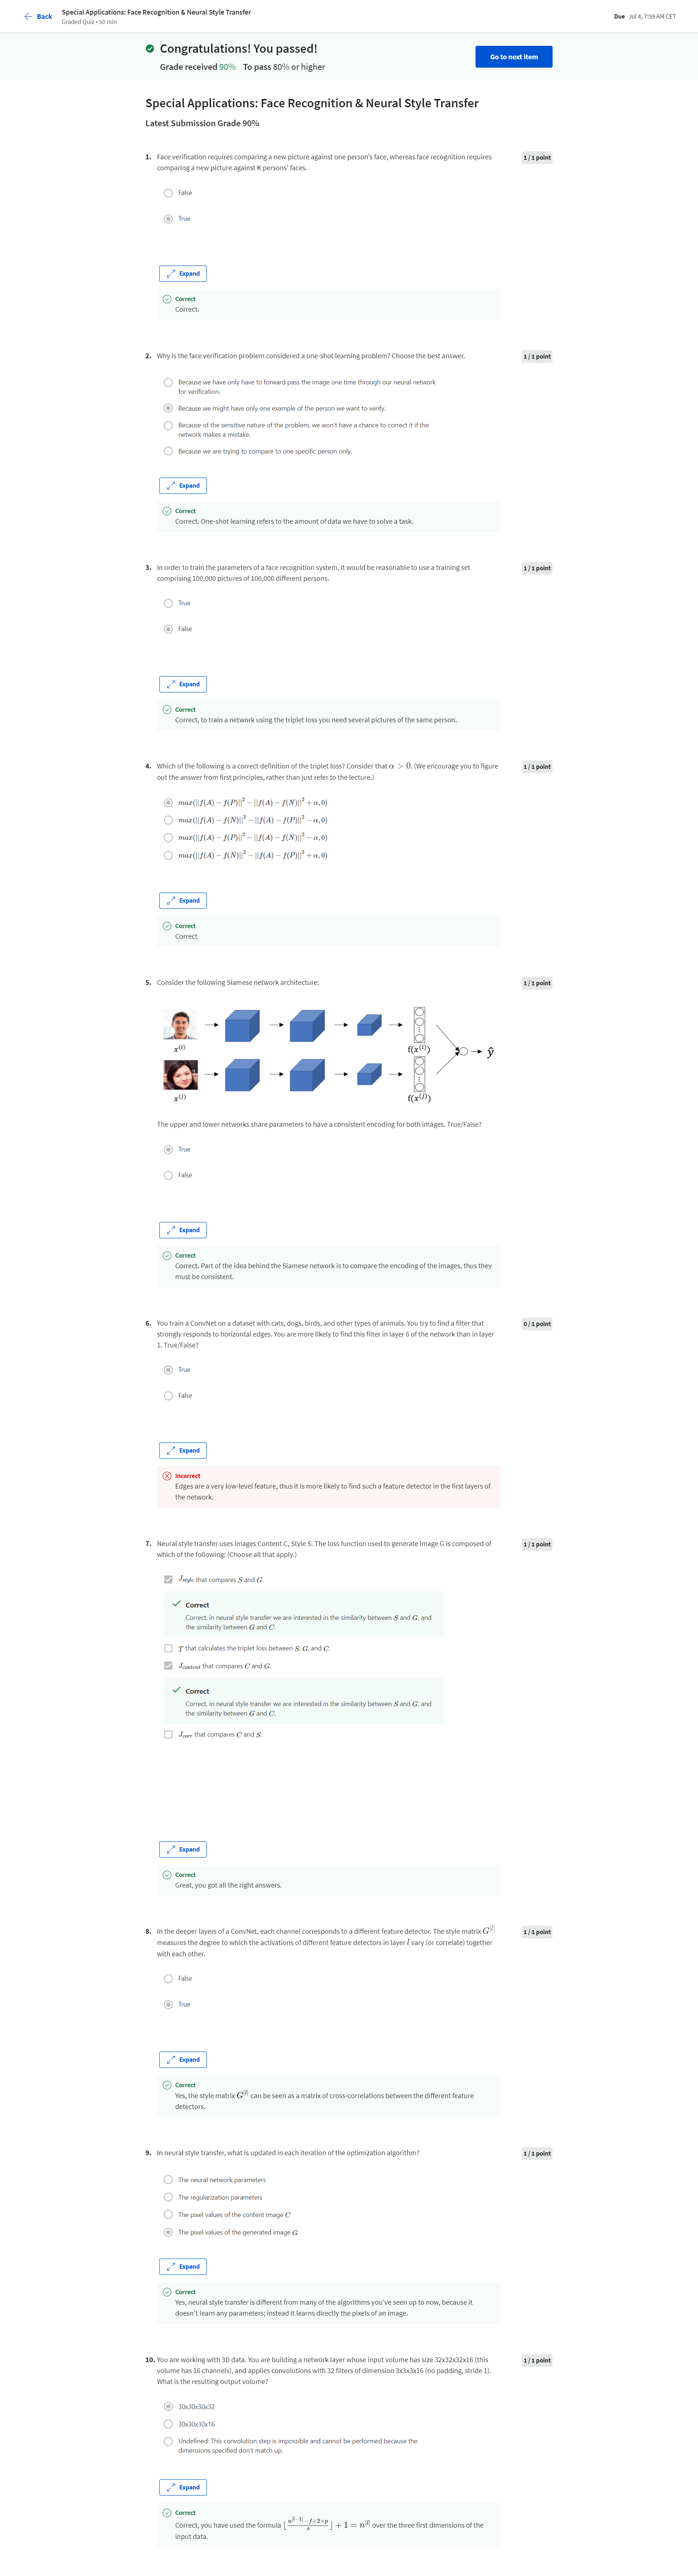 Back
Special Applications: Face Recognition & Neural Style Transfer
Graded Quiz • 50 min
Due Jul 4, 7:59 AM CET
Congratulations! You passed!
Grade received 90% To pass 80% or higher
Go to next item
Special Applications: Face Recognition & Neural Style Transfer
Latest Submission Grade 90%
1. Face verification requires comparing a new picture against one person's face, whereas face recognition requires
comparing a new picture against K persons' faces.
1 / 1 point
False
True
Expand
Correct
Correct.
2. Why is the face verification problem considered a one-shot learning problem? Choose the best answer.
1 / 1 point
Because we have only have to forward pass the image one time through our neural network
for verification.
Because we might have only one example of the person we want to verify.
Because of the sensitive nature of the problem, we won't have a chance to correct it if the
network makes a mistake.
Because we are trying to compare to one specific person only.
Expand
Correct
Correct. One-shot learning refers to the amount of data we have to solve a task.
3. In order to train the parameters of a face recognition system, it would be reasonable to use a training set
comprising 100,000 pictures of 100,000 different persons.
1 / 1 point
True
False
Expand
Correct
Correct, to train a network using the triplet loss you need several pictures of the same person.
4. Which of the following is a correct definition of the triplet loss? Consider that α > 0. (We encourage you to figure
out the answer from first principles, rather than just refer to the lecture.)
1 / 1 point
max(||f(A) − f(P)||² − ||f(A) − f(N)||² + α, 0)
max(||f(A) − f(N)||² − ||f(A) − f(P)||² − α, 0)
max(||f(A) − f(P)||² − ||f(A) − f(N)||² − α, 0)
max(||f(A) − f(N)||² − ||f(A) − f(P)||² + α, 0)
Expand
Correct
Correct
5. Consider the following Siamese network architecture:
1 / 1 point
x⁽ⁱ⁾
f(x⁽ⁱ⁾)
ŷ
x⁽ʲ⁾
f(x⁽ʲ⁾)
The upper and lower networks share parameters to have a consistent encoding for both images. True/False?
True
False
Expand
Correct
Correct. Part of the idea behind the Siamese network is to compare the encoding of the images, thus they
must be consistent.
6. You train a ConvNet on a dataset with cats, dogs, birds, and other types of animals. You try to find a filter that
strongly responds to horizontal edges. You are more likely to find this filter in layer 6 of the network than in layer
1. True/False?
0 / 1 point
True
False
Expand
Incorrect
Edges are a very low-level feature, thus it is more likely to find such a feature detector in the first layers of
the network.
7. Neural style transfer uses images Content C, Style S. The loss function used to generate image G is composed of
which of the following: (Choose all that apply.)
1 / 1 point
J_style that compares S and G.
Correct
Correct, in neural style transfer we are interested in the similarity between S and G, and
the similarity between G and C.
T that calculates the triplet loss between S, G, and C.
J_content that compares C and G.
Correct
Correct, in neural style transfer we are interested in the similarity between S and G, and
the similarity between G and C.
J_corr that compares C and S.
Expand
Correct
Great, you got all the right answers.
8. In the deeper layers of a ConvNet, each channel corresponds to a different feature detector. The style matrix G^[l]
measures the degree to which the activations of different feature detectors in layer l vary (or correlate) together
with each other.
1 / 1 point
False
True
Expand
Correct
Yes, the style matrix G^[l] can be seen as a matrix of cross-correlations between the different feature
detectors.
9. In neural style transfer, what is updated in each iteration of the optimization algorithm?
1 / 1 point
The neural network parameters
The regularization parameters
The pixel values of the content image C
The pixel values of the generated image G
Expand
Correct
Yes, neural style transfer is different from many of the algorithms you've seen up to now, because it
doesn't learn any parameters; instead it learns directly the pixels of an image.
10. You are working with 3D data. You are building a network layer whose input volume has size 32x32x32x16 (this
volume has 16 channels), and applies convolutions with 32 filters of dimension 3x3x3x16 (no padding, stride 1).
What is the resulting output volume?
1 / 1 point
30x30x30x32
30x30x30x16
Undefined: This convolution step is impossible and cannot be performed because the
dimensions specified don't match up.
Expand
Correct
Correct, you have used the formula ⌊(n^[l−1] − f + 2 × p)/s⌋ + 1 = n^[l] over the three first dimensions of the
input data.